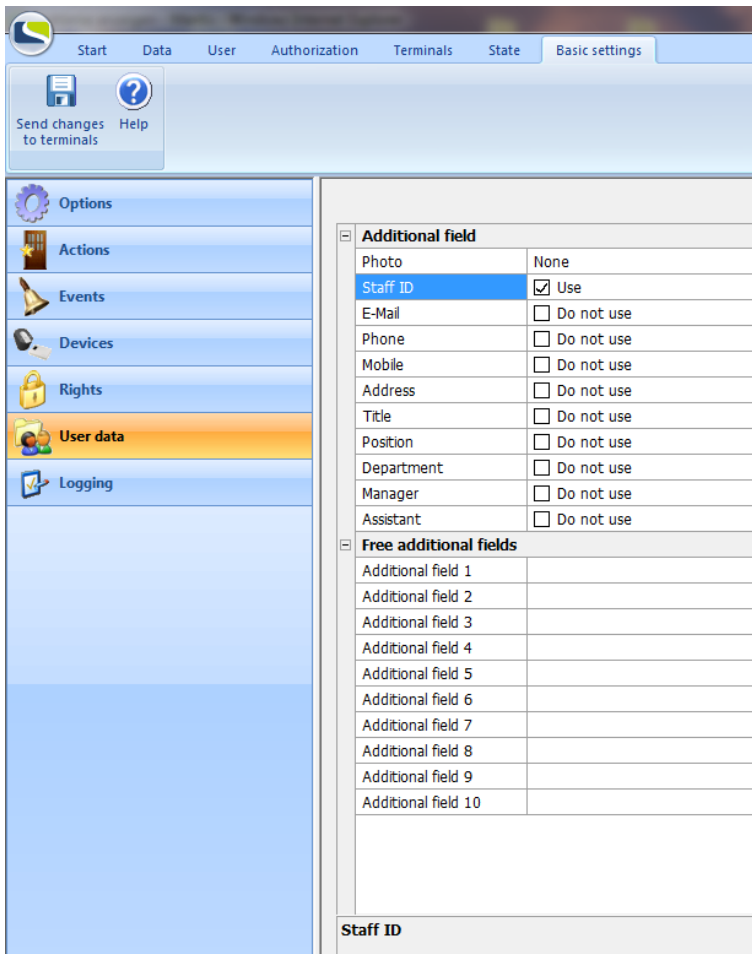 Start Data User Authorization Terminals State Basic settings
Send changes
to terminals
Help
Options
Actions
Events
Devices
Rights
User data
Logging
Additional field
Photo None
Staff ID Use
E-Mail Do not use
Phone Do not use
Mobile Do not use
Address Do not use
Title Do not use
Position Do not use
Department Do not use
Manager Do not use
Assistant Do not use
Free additional fields
Additional field 1
Additional field 2
Additional field 3
Additional field 4
Additional field 5
Additional field 6
Additional field 7
Additional field 8
Additional field 9
Additional field 10
Staff ID